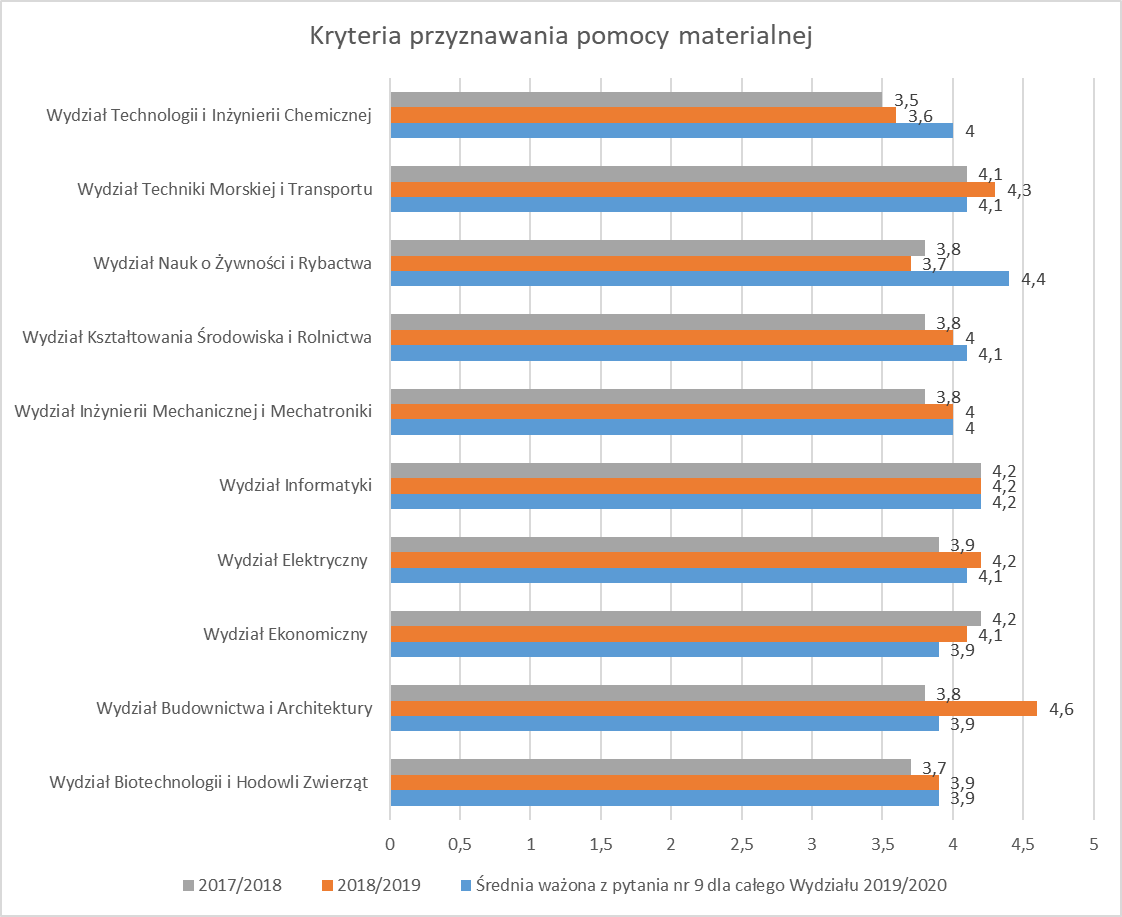 Kryteria przyznawania pomocy materialnej
Wydział Technologii i Inżynierii Chemicznej
3,5
3,6
4
Wydział Techniki Morskiej i Transportu
4,1
4,3
4,1
Wydział Nauk o Żywności i Rybactwa
3,8
3,7
4,4
Wydział Kształtowania Środowiska i Rolnictwa
3,8
4
4,1
Wydział Inżynierii Mechanicznej i Mechatroniki
3,8
4
4
Wydział Informatyki
4,2
4,2
4,2
Wydział Elektryczny
3,9
4,2
4,1
Wydział Ekonomiczny
4,2
4,1
3,9
Wydział Budownictwa i Architektury
3,8
4,6
3,9
Wydział Biotechnologii i Hodowli Zwierząt
3,7
3,9
3,9
0 0,5 1 1,5 2 2,5 3 3,5 4 4,5 5
2017/2018 2018/2019 Średnia ważona z pytania nr 9 dla całego Wydziału 2019/2020